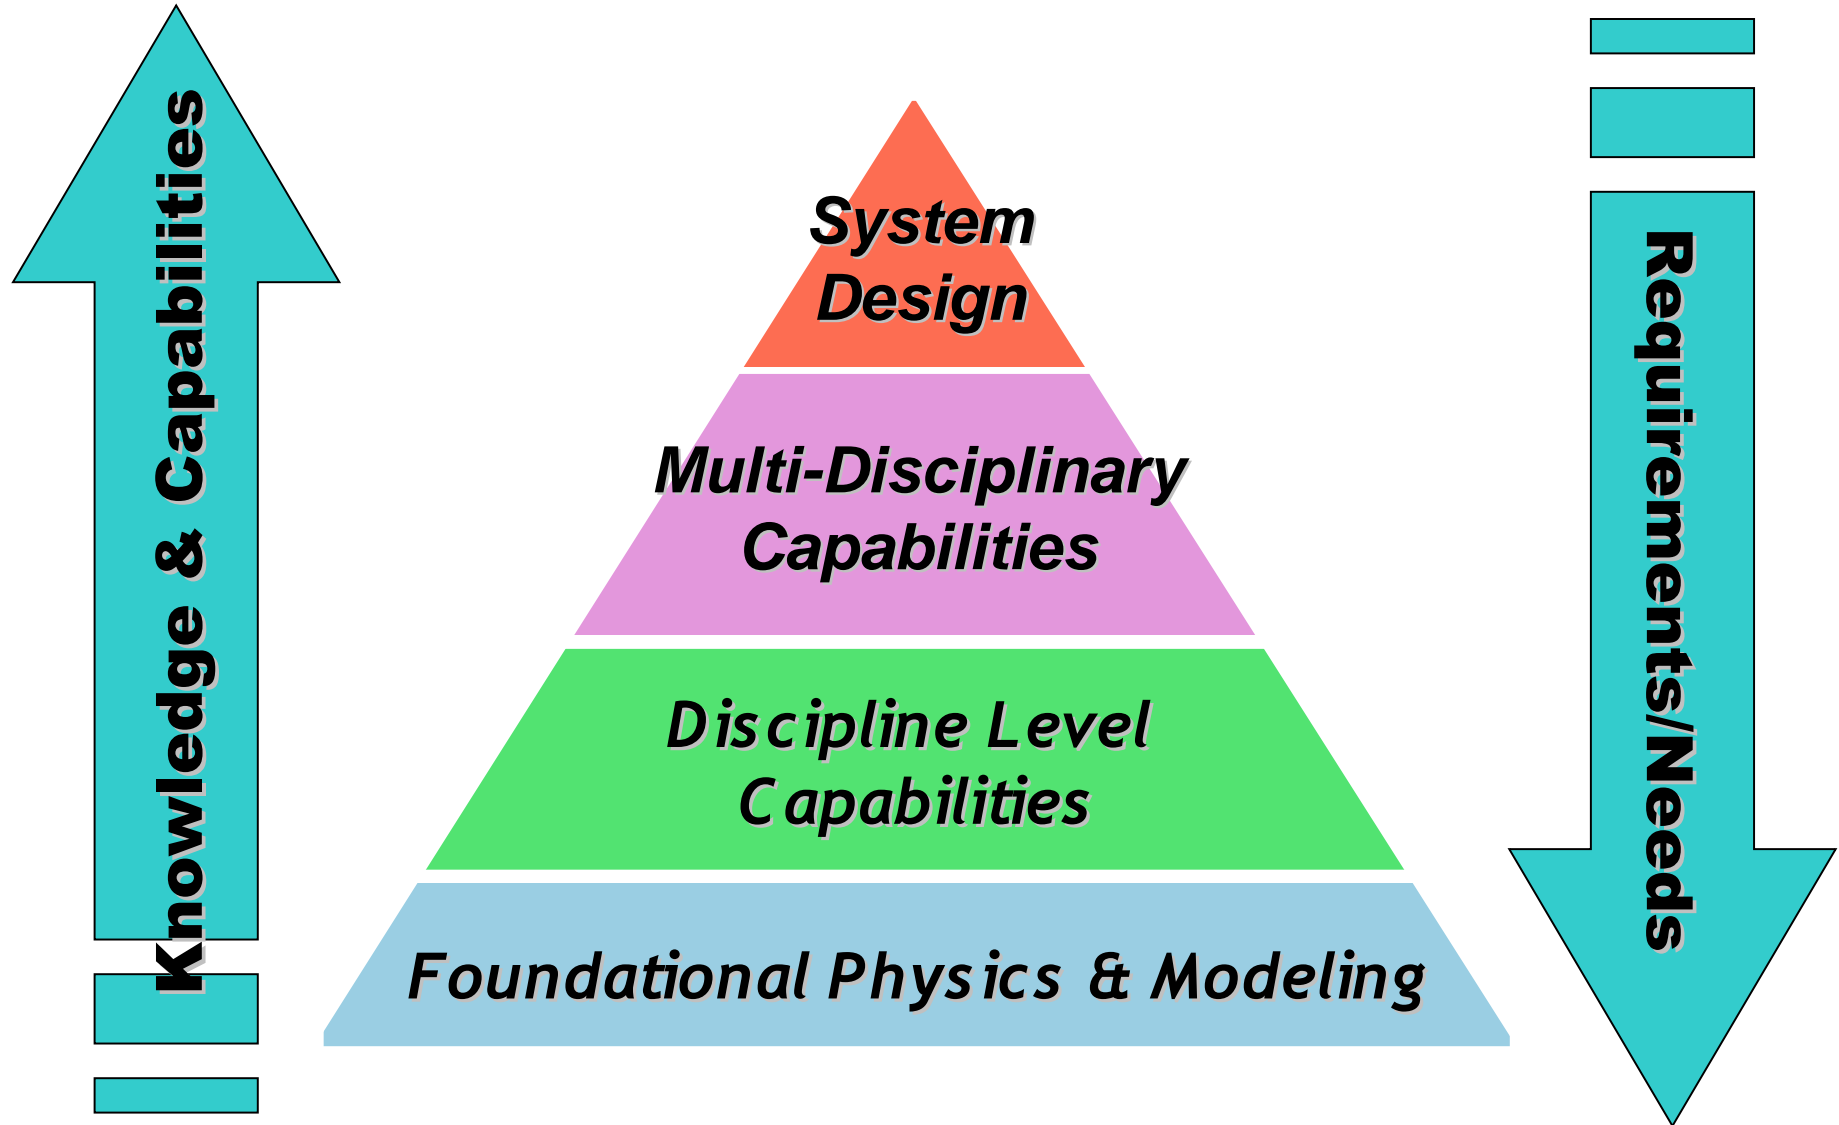 Knowledge & Capabilities
System
Design
Multi-Disciplinary
Capabilities
Discipline Level
Capabilities
Foundational Physics & Modeling
Requirements/Needs